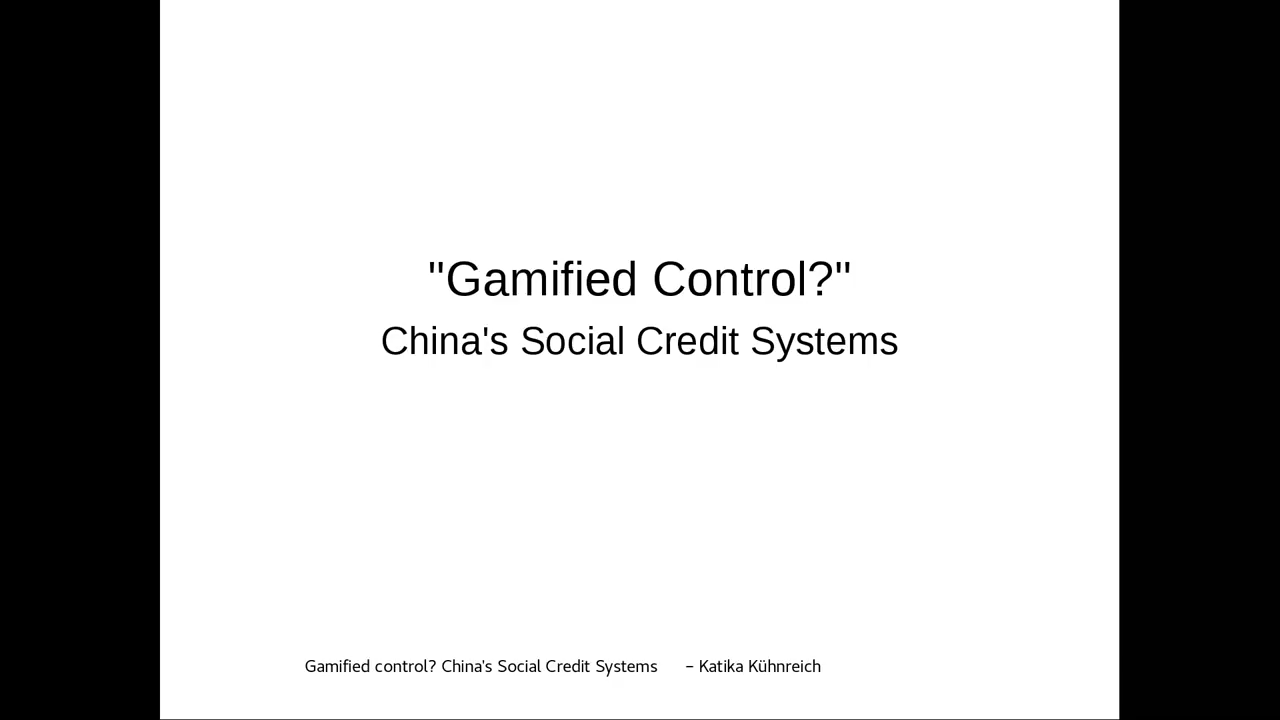 "Gamified Control?"
China's Social Credit Systems
Gamified control? China's Social Credit Systems – Katika Kühnreich